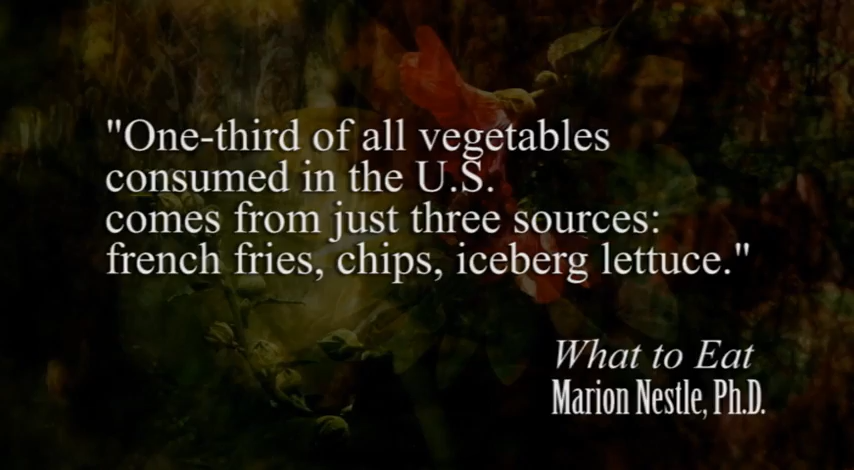 "One-third of all vegetables
consumed in the U.S.
comes from just three sources:
french fries, chips, iceberg lettuce."
What to Eat
Marion Nestle, Ph.D.